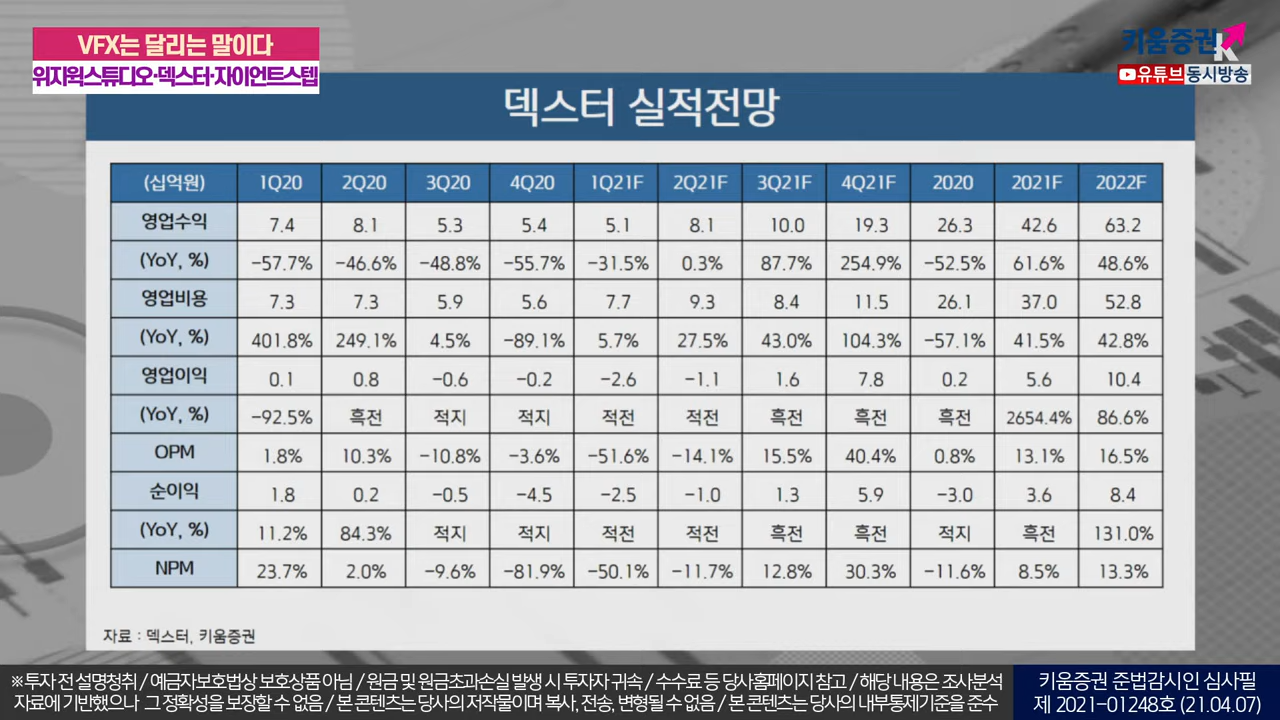 VFX는 달리는 말이다
위지윅스튜디오·덱스터·자이언트스텝
키움증권
유튜브 동시방송
덱스터 실적전망
(십억원) 1Q20 2Q20 3Q20 4Q20 1Q21F 2Q21F 3Q21F 4Q21F 2020 2021F 2022F
영업수익 7.4 8.1 5.3 5.4 5.1 8.1 10.0 19.3 26.3 42.6 63.2
(YoY, %) -57.7% -46.6% -48.8% -55.7% -31.5% 0.3% 87.7% 254.9% -52.5% 61.6% 48.6%
영업비용 7.3 7.3 5.9 5.6 7.7 9.3 8.4 11.5 26.1 37.0 52.8
(YoY, %) 401.8% 249.1% 4.5% -89.1% 5.7% 27.5% 43.0% 104.3% -57.1% 41.5% 42.8%
영업이익 0.1 0.8 -0.6 -0.2 -2.6 -1.1 1.6 7.8 0.2 5.6 10.4
(YoY, %) -92.5% 흑전 적지 적지 적전 적전 흑전 흑전 흑전 2654.4% 86.6%
OPM 1.8% 10.3% -10.8% -3.6% -51.6% -14.1% 15.5% 40.4% 0.8% 13.1% 16.5%
순이익 1.8 0.2 -0.5 -4.5 -2.5 -1.0 1.3 5.9 -3.0 3.6 8.4
(YoY, %) 11.2% 84.3% 적지 적지 적전 적전 흑전 흑전 적지 흑전 131.0%
NPM 23.7% 2.0% -9.6% -81.9% -50.1% -11.7% 12.8% 30.3% -11.6% 8.5% 13.3%
자료 : 덱스터, 키움증권
※ 투자 전 설명청취 / 예금자보호법상 보호상품 아님 / 원금 및 원금초과손실 발생 시 투자자 귀속 / 수수료 등 당사홈페이지 참고 / 해당 내용은 조사분석
자료에 기반했으나 그 정확성을 보장할 수 없음 / 본 콘텐츠는 당사의 저작물이며 복사, 전송, 변형될 수 없음 / 본 콘텐츠는 당사의 내부통제기준을 준수
키움증권 준법감시인 심사필
제 2021-01248호 (21.04.07)